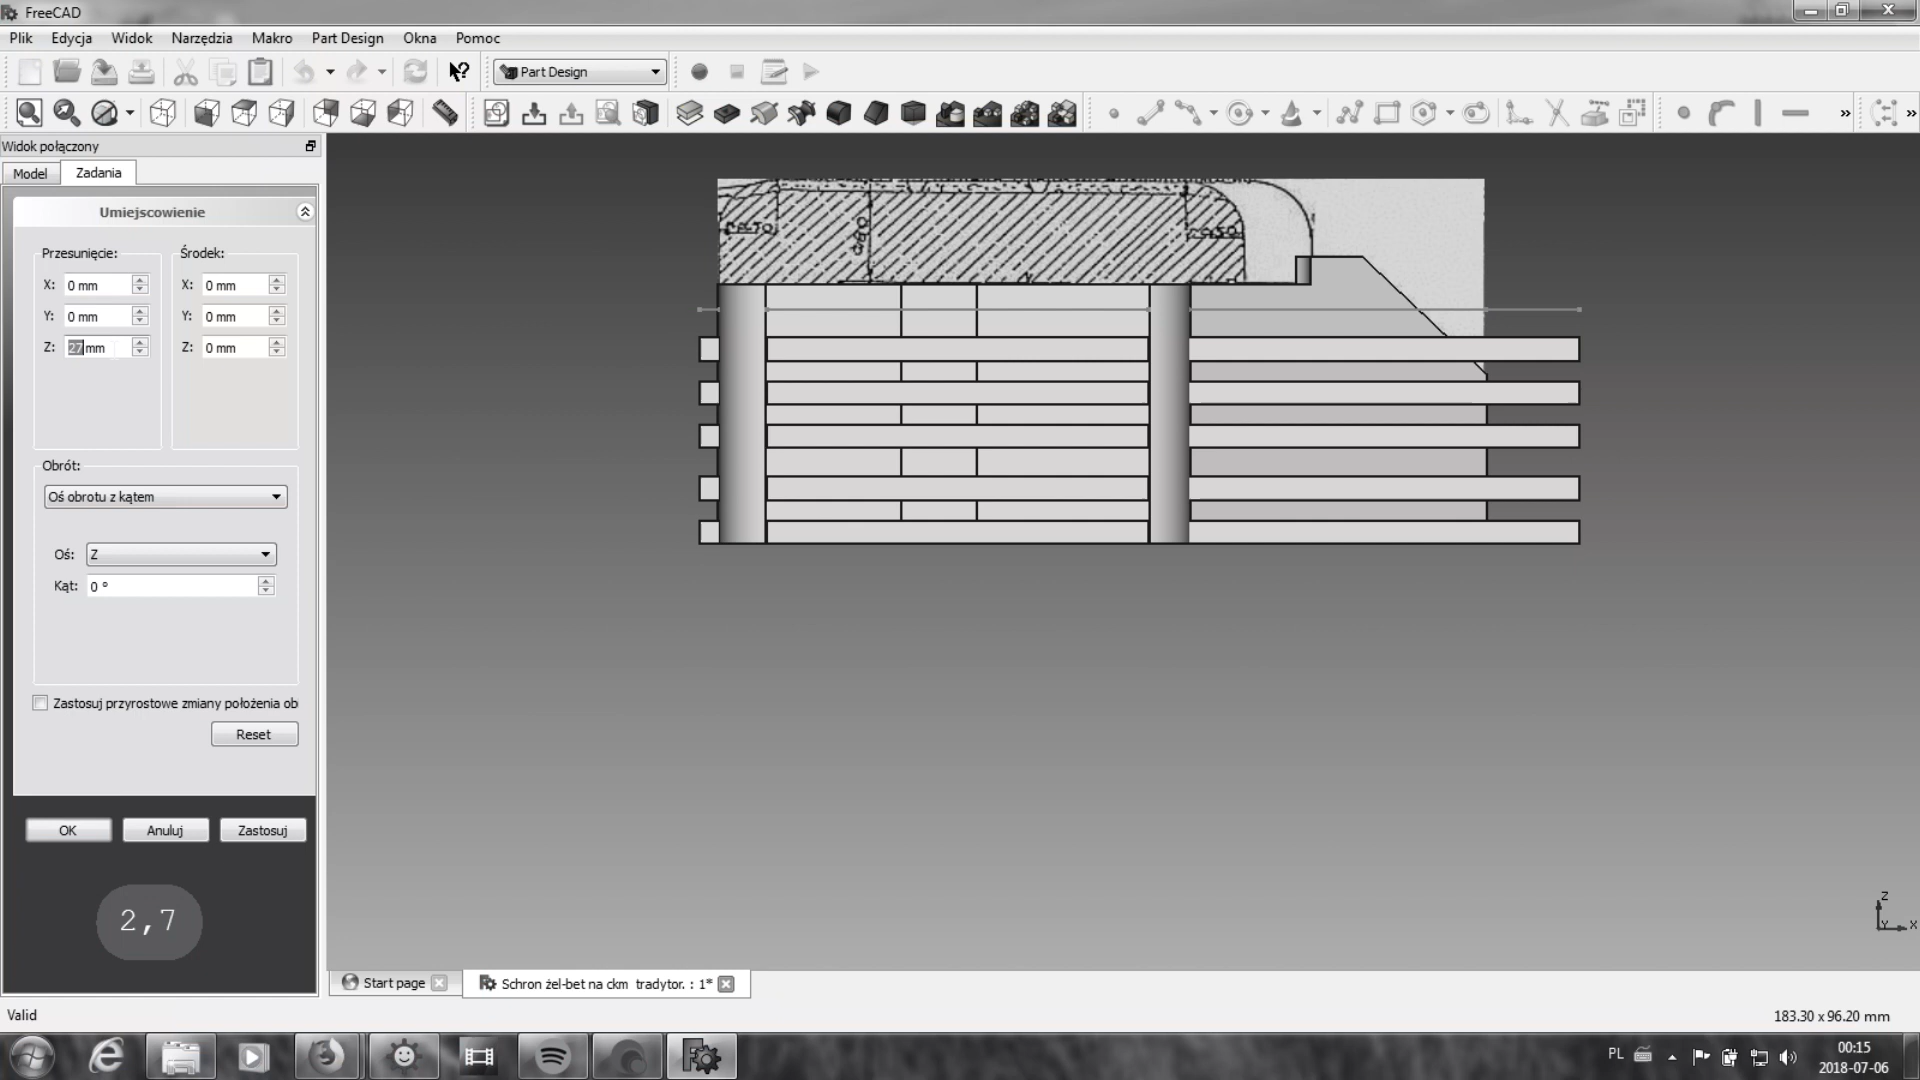 FreeCAD
Plik Edycja Widok Narzędzia Makro Part Design Okna Pomoc
Part Design
Widok połączony
Model Zadania
Umiejscowienie
Przesunięcie: Środek:
X: 0 mm X: 0 mm
Y: 0 mm Y: 0 mm
Z: 27 mm Z: 0 mm
Obrót:
Oś obrotu z kątem
Oś: Z
Kąt: 0 °
Zastosuj przyrostowe zmiany położenia ob
Reset
OK Anuluj Zastosuj
2,7
Z
Y X
Start page Schron żel-bet na ckm tradytor. : 1*
Valid 183.30 x 96.20 mm
PL 00:15
2018-07-06